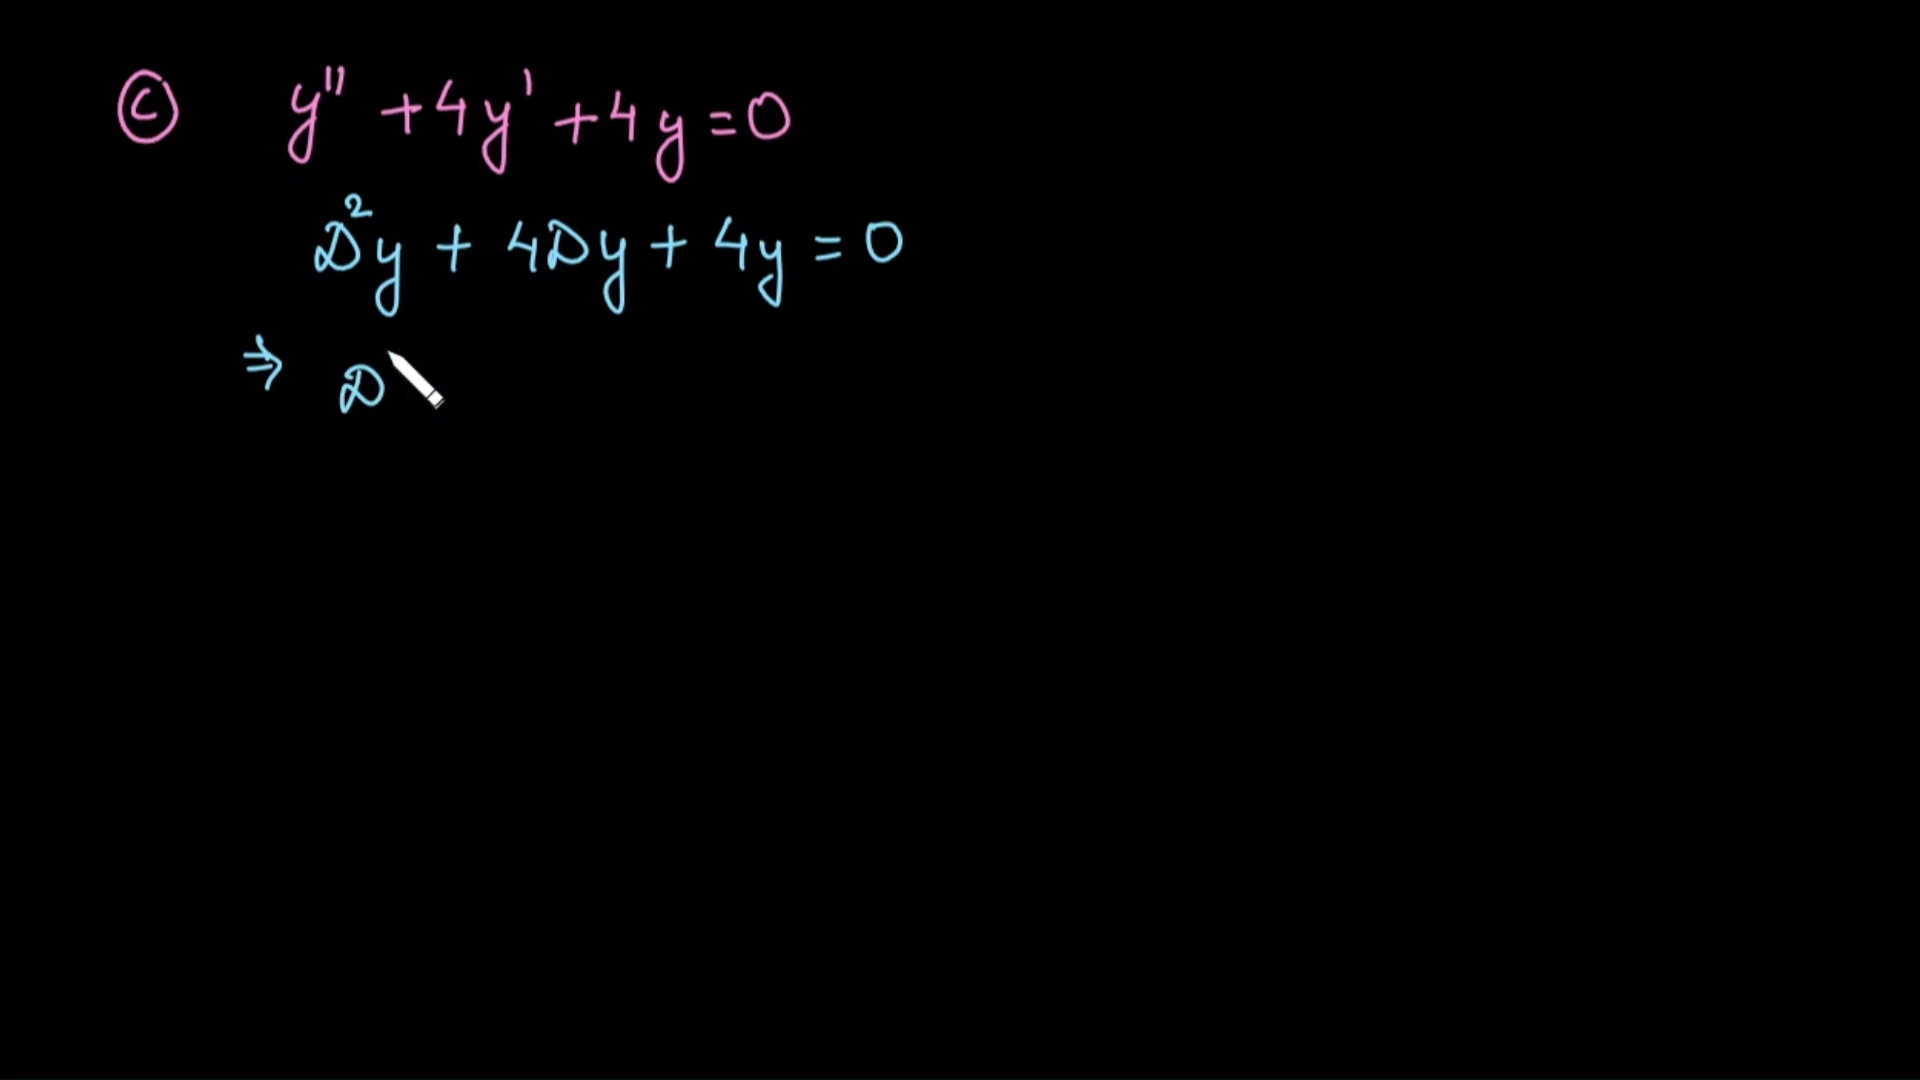 ⓒ y'' + 4y' + 4y = 0
D²y + 4Dy + 4y = 0
⇒ D